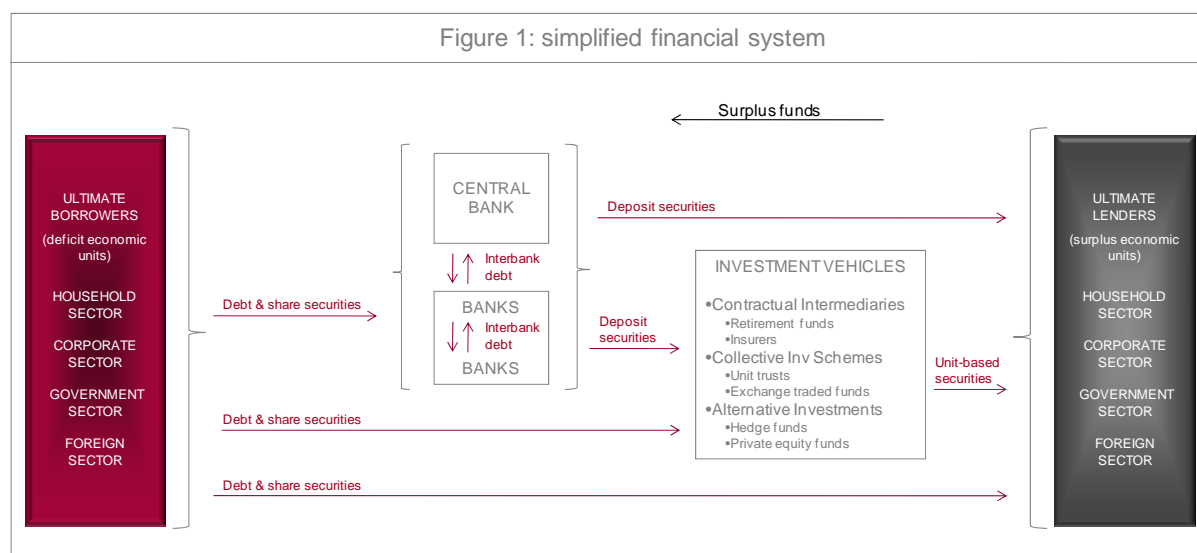 Figure 1: simplified financial system
Surplus funds
ULTIMATE
BORROWERS
(deficit economic
units)
HOUSEHOLD
SECTOR
CORPORATE
SECTOR
GOVERNMENT
SECTOR
FOREIGN
SECTOR
Debt & share securities
Debt & share securities
Debt & share securities
CENTRAL
BANK
Interbank
debt
BANKS
Interbank
debt
BANKS
Deposit securities
Deposit
securities
INVESTMENT VEHICLES
•Contractual Intermediaries
•Retirement funds
•Insurers
•Collective Inv Schemes
•Unit trusts
•Exchange traded funds
•Alternative Investments
•Hedge funds
•Private equity funds
Unit-based
securities
ULTIMATE
LENDERS
(surplus economic
units)
HOUSEHOLD
SECTOR
CORPORATE
SECTOR
GOVERNMENT
SECTOR
FOREIGN
SECTOR